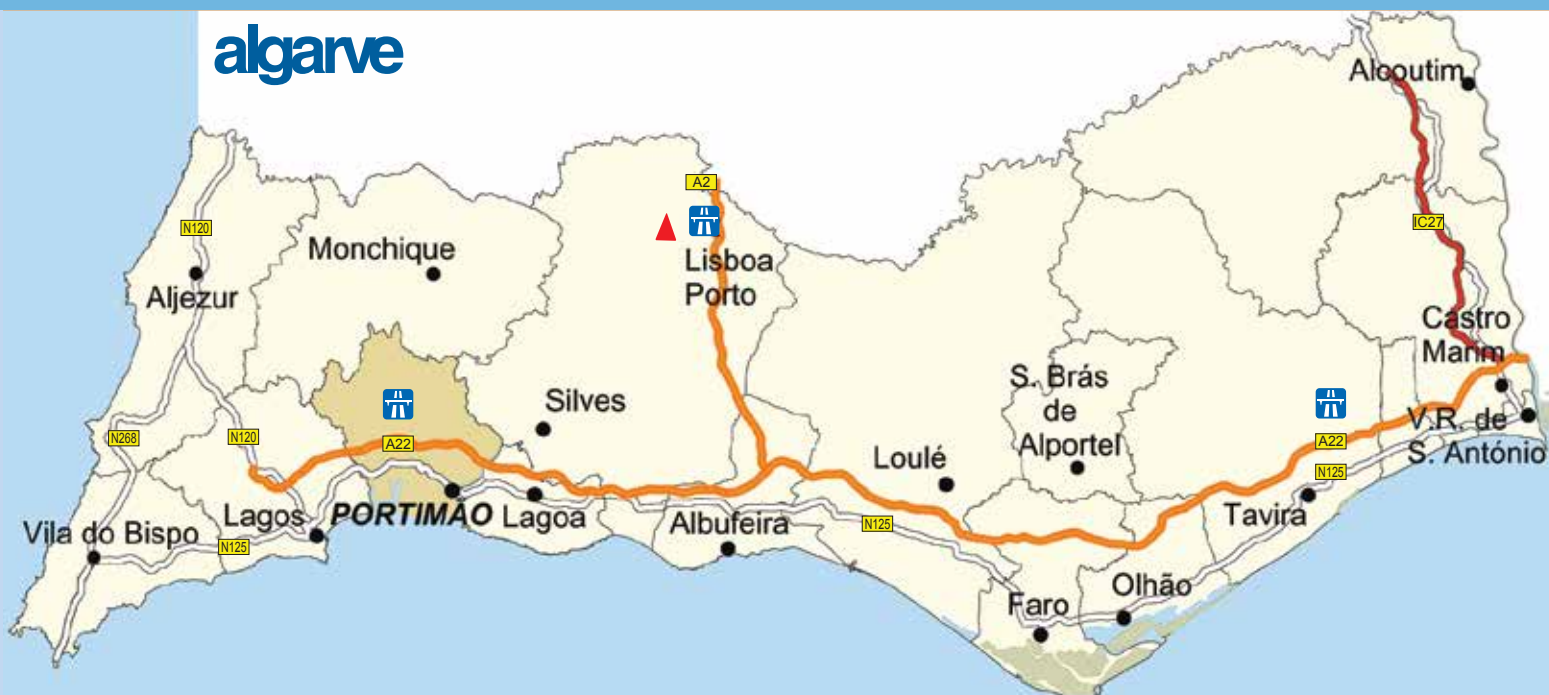 algarve
Alcoutim
A2
N120
IC27
Monchique
Lisboa
Porto
Aljezur
Castro
Marim
S. Brás
de
Alportel
Silves
N268
N120
A22
A22
V.R. de
S. António
Loulé
N125
Lagos
PORTIMÃO
Lagoa
Albufeira
N125
Tavira
Vila do Bispo
N125
Olhão
Faro